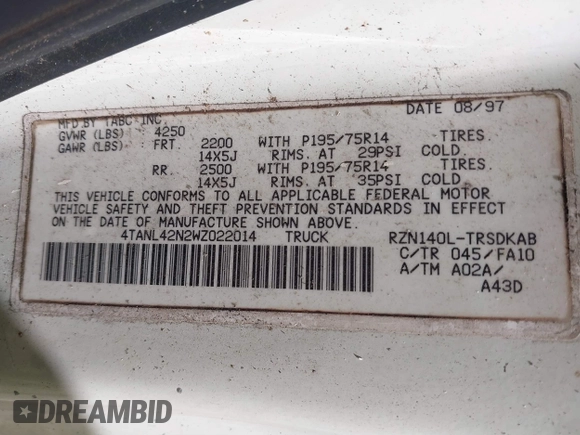 MFD BY TABC INC DATE 08/97
GVWR (LBS) 4250
GAWR (LBS) FRT. 2200 WITH P195/75R14 TIRES.
14X5J RIMS. AT 29PSI COLD.
RR. 2500 WITH P195/75R14 TIRES.
14X5J RIMS. AT 35PSI COLD.
THIS VEHICLE CONFORMS TO ALL APPLICABLE FEDERAL MOTOR
VEHICLE SAFETY AND THEFT PREVENTION STANDARDS IN EFFECT
ON THE DATE OF MANUFACTURE SHOWN ABOVE.
4TANL42N2WZ022014 TRUCK RZN140L-TRSDKAB
C/TR 045/FA10
A/TM A02A/
A43D
DREAMBID